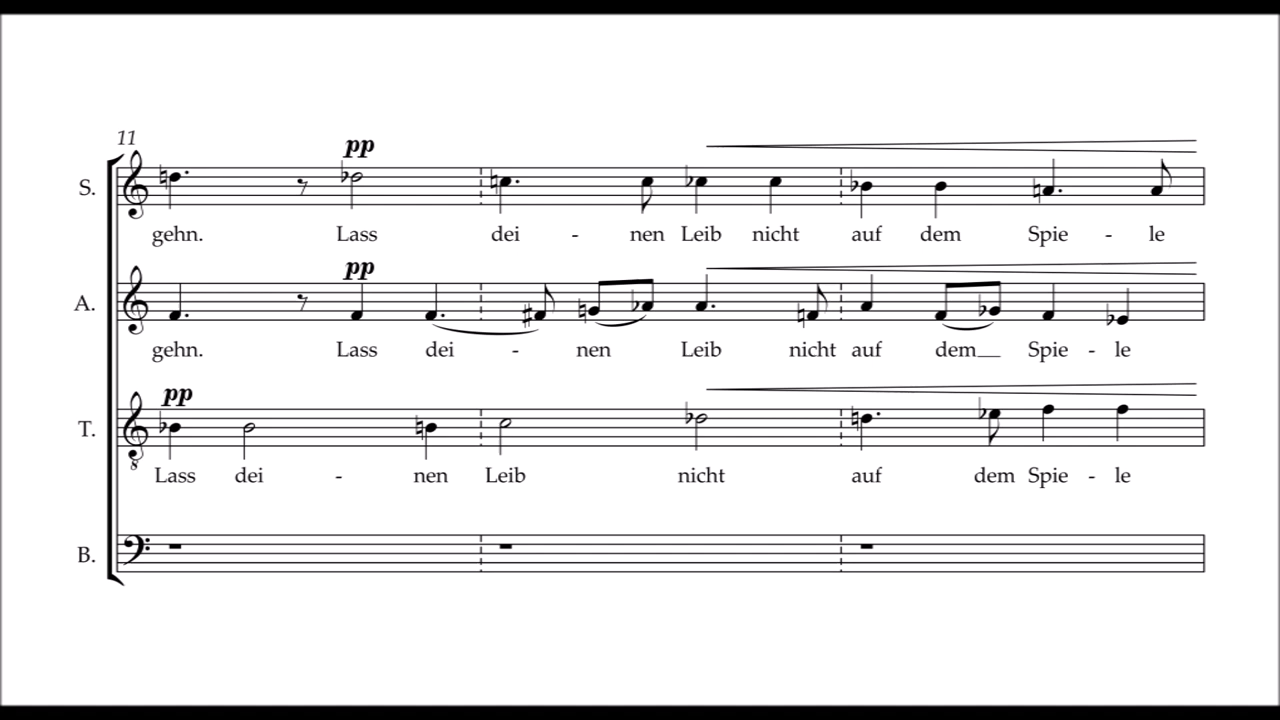 11
pp
S.
gehn. Lass dei - nen Leib nicht auf dem Spie - le
pp
A.
gehn. Lass dei - nen Leib nicht auf dem__ Spie - le
pp
T.
8
Lass dei - nen Leib nicht auf dem Spie - le
B.